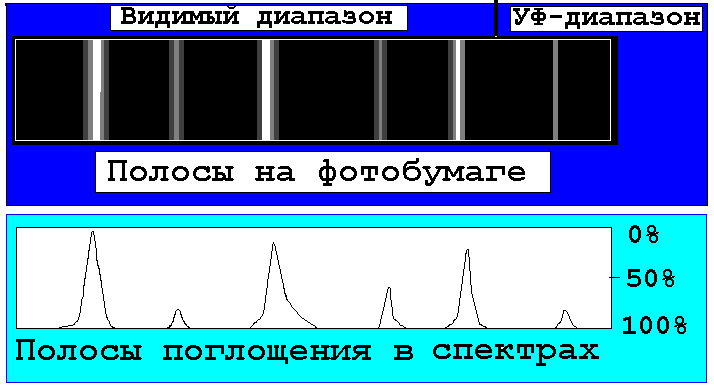 Видимый диапазон
УФ-диапазон
Полосы на фотобумаге
0%
50%
100%
Полосы поглощения в спектрах